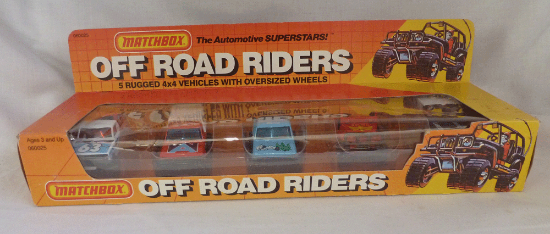 MATCHBOX
The Automotive SUPERSTARS!
OFF ROAD RIDERS
5 RUGGED 4x4 VEHICLES WITH OVERSIZED WHEELS
Ages 3 and Up
63
MATCHBOX
OFF ROAD RIDERS